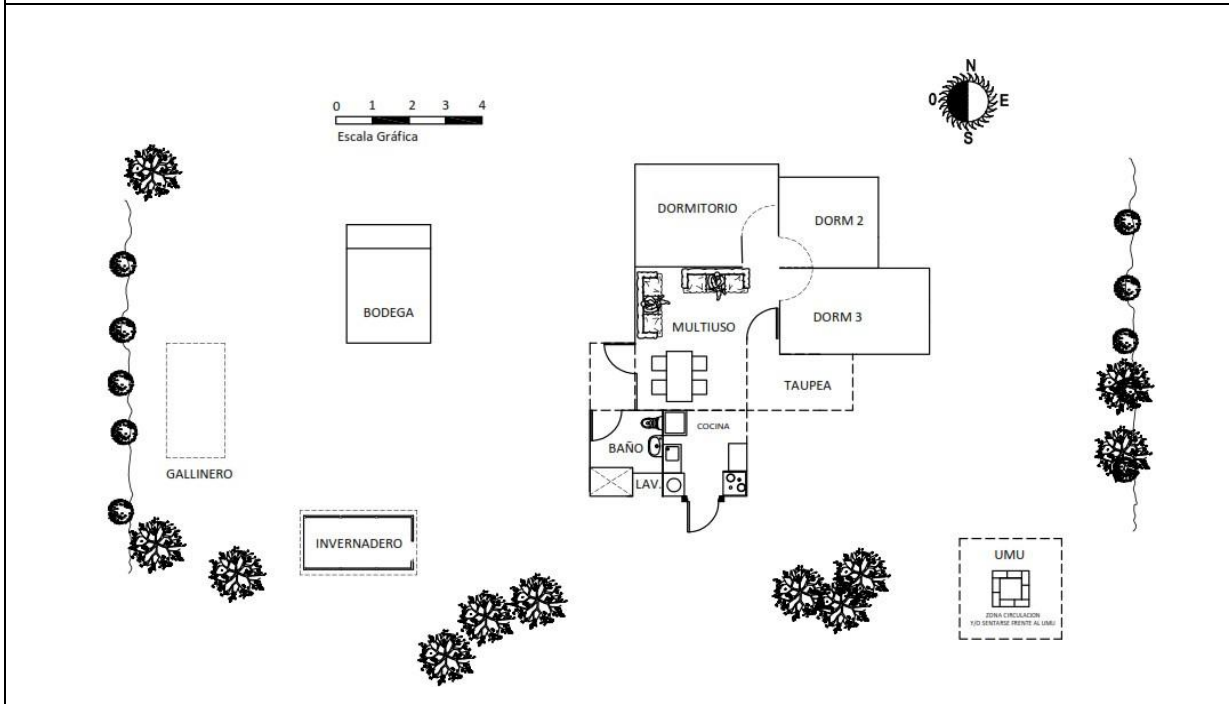 N
0 E
S
0 1 2 3 4
Escala Gráfica
DORMITORIO
DORM 2
BODEGA
DORM 3
MULTIUSO
TAUPEA
COCINA
BAÑO
LAV.
GALLINERO
INVERNADERO
UMU
ZONA CIRCULACION
Y/O SENTARSE FRENTE AL UMU